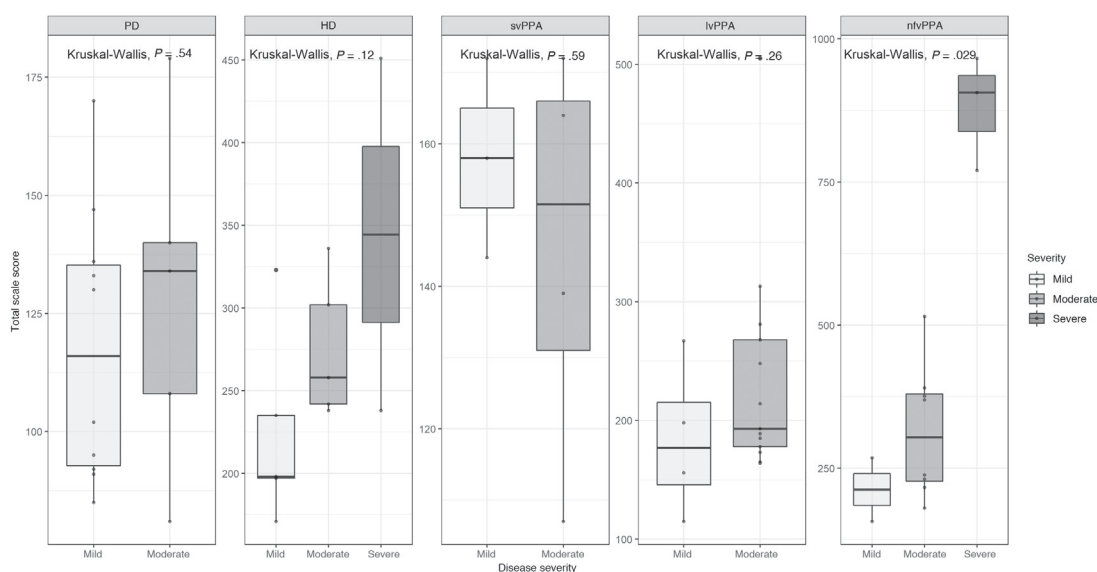 PD
HD
svPPA
lvPPA
nfvPPA
Kruskal-Wallis, P = .54
Kruskal-Wallis, P = .12
Kruskal-Wallis, P = .59
Kruskal-Wallis, P = .26
Kruskal-Wallis, P = .029
Total scale score
175
150
125
100
450
400
350
300
250
200
160
140
120
500
400
300
200
100
1000
750
500
250
Mild Moderate
Mild Moderate Severe
Mild Moderate
Mild Moderate
Mild Moderate Severe
Disease severity
Severity
Mild
Moderate
Severe